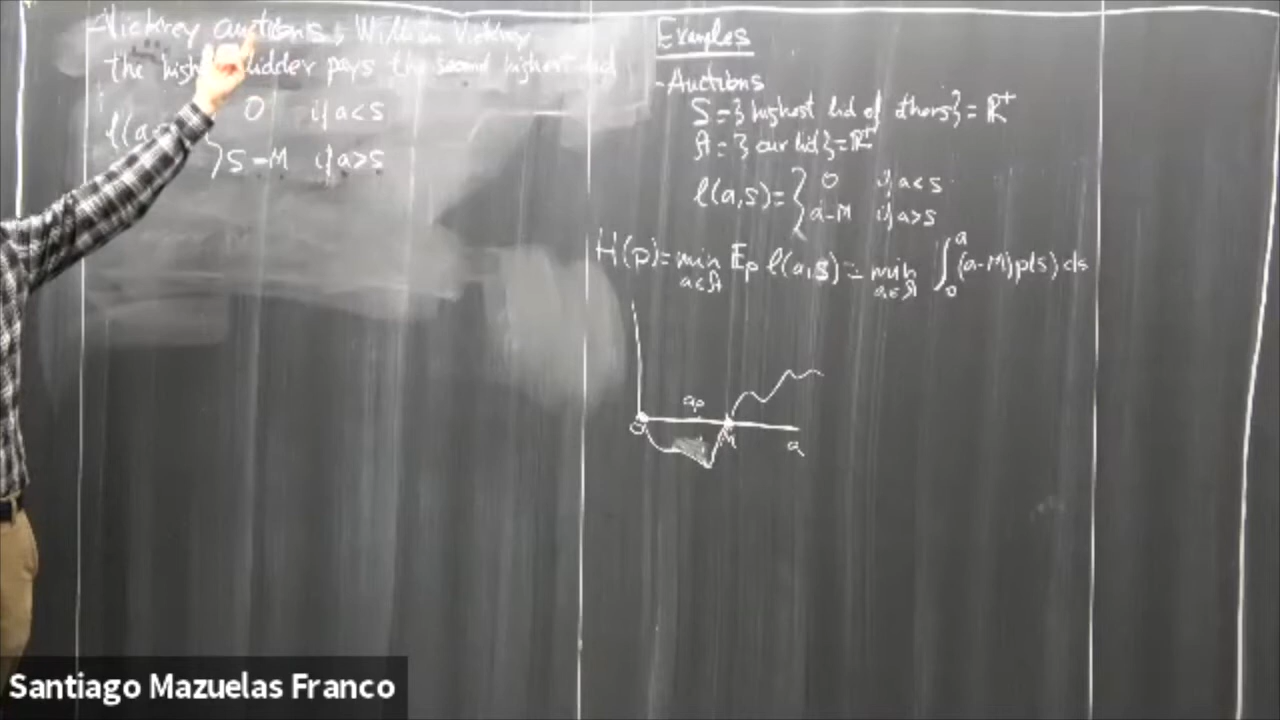 - Vickrey auctions, William Vickrey
the highest bidder pays the second highest bid
l(a,
0 if a<s
s-M if a>s
Examples
- Auctions
S = {highest bid of others} = ℝ⁺
A = {our bid} = ℝ⁺
l(a,s) = { 0 if a<s
a-M if a>s
H(p) = min_{a∈A} E_p l(a,s) = min_{a∈A} ∫_0^a (a-M)p(s) ds
a_p
0 M
a
Santiago Mazuelas Franco